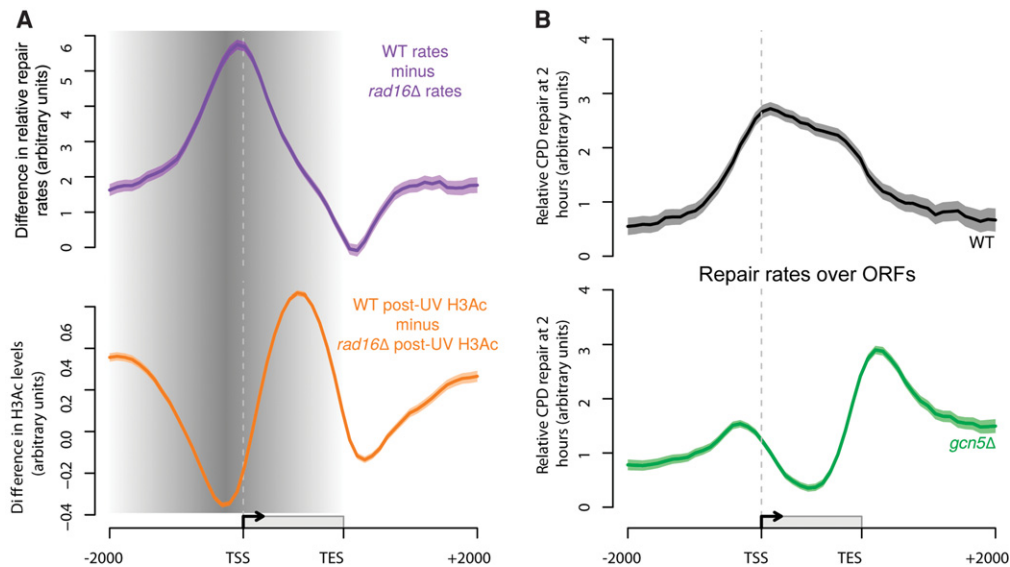 A
Difference in relative repair
rates (arbitrary units)
6
5
4
3
2
1
0
WT rates
minus
rad16Δ rates
Difference in H3Ac levels
(arbitrary units)
0.6
0.4
0.2
0.0
−0.2
−0.4
WT post-UV H3Ac
minus
rad16Δ post-UV H3Ac
-2000
TSS
TES
+2000
B
Relative CPD repair at 2
hours (arbitrary units)
4
3
2
1
0
WT
Repair rates over ORFs
Relative CPD repair at 2
hours (arbitrary units)
4
3
2
1
0
gcn5Δ
-2000
TSS
TES
+2000